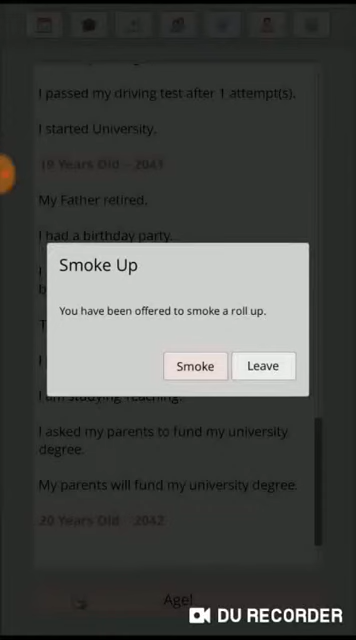 I passed my driving test after 1 attempt(s).
I started University.
19 Years Old - 2041
My Father retired.
I had a birthday party.
Smoke Up
You have been offered to smoke a roll up.
Smoke
Leave
I am studying Teaching.
I asked my parents to fund my university
degree.
My parents will fund my university degree.
20 Years Old - 2042
Age!
DU RECORDER